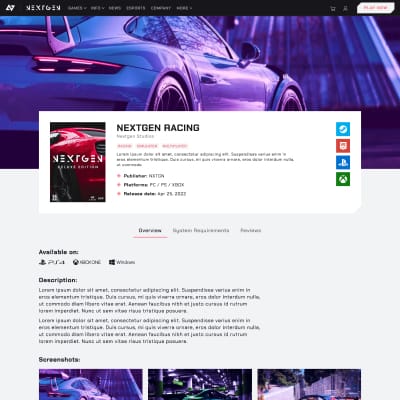 NEXTGEN GAMES INFO NEWS ESPORTS COMPANY MORE PLAY NOW
NEXTGEN RACING
Nextgen Studios
RACING SIMULATOR MULTIPLAYER
Lorem ipsum dolor sit amet, consectetur adipiscing elit. Suspendisse varius enim in
eros elementum tristique. Duis cursus, mi quis viverra ornare, eros dolor interdum nulla,
ut commodo.
NEXTGEN
DELUXE EDITION
Publisher: NXTGN
Platforms: PC / PS / XBOX
Release date: Apr 25, 2022
Overview System Requirements Reviews
Available on:
PS4 XBOX ONE Windows
Description:
Lorem ipsum dolor sit amet, consectetur adipiscing elit. Suspendisse varius enim in eros
elementum tristique. Duis cursus, mi quis viverra ornare, eros dolor interdum nulla,
ut commodo diam libero vitae erat. Aenean faucibus nibh et justo cursus id rutrum lorem
imperdiet. Nunc ut sem vitae risus tristique posuere.
Lorem ipsum dolor sit amet, consectetur adipiscing elit. Suspendisse varius enim in eros
elementum tristique. Duis cursus, mi quis viverra ornare, eros dolor interdum nulla,
ut commodo diam libero vitae erat. Aenean faucibus nibh et justo cursus id rutrum lorem
imperdiet. Nunc ut sem vitae risus tristique posuere.
Screenshots: